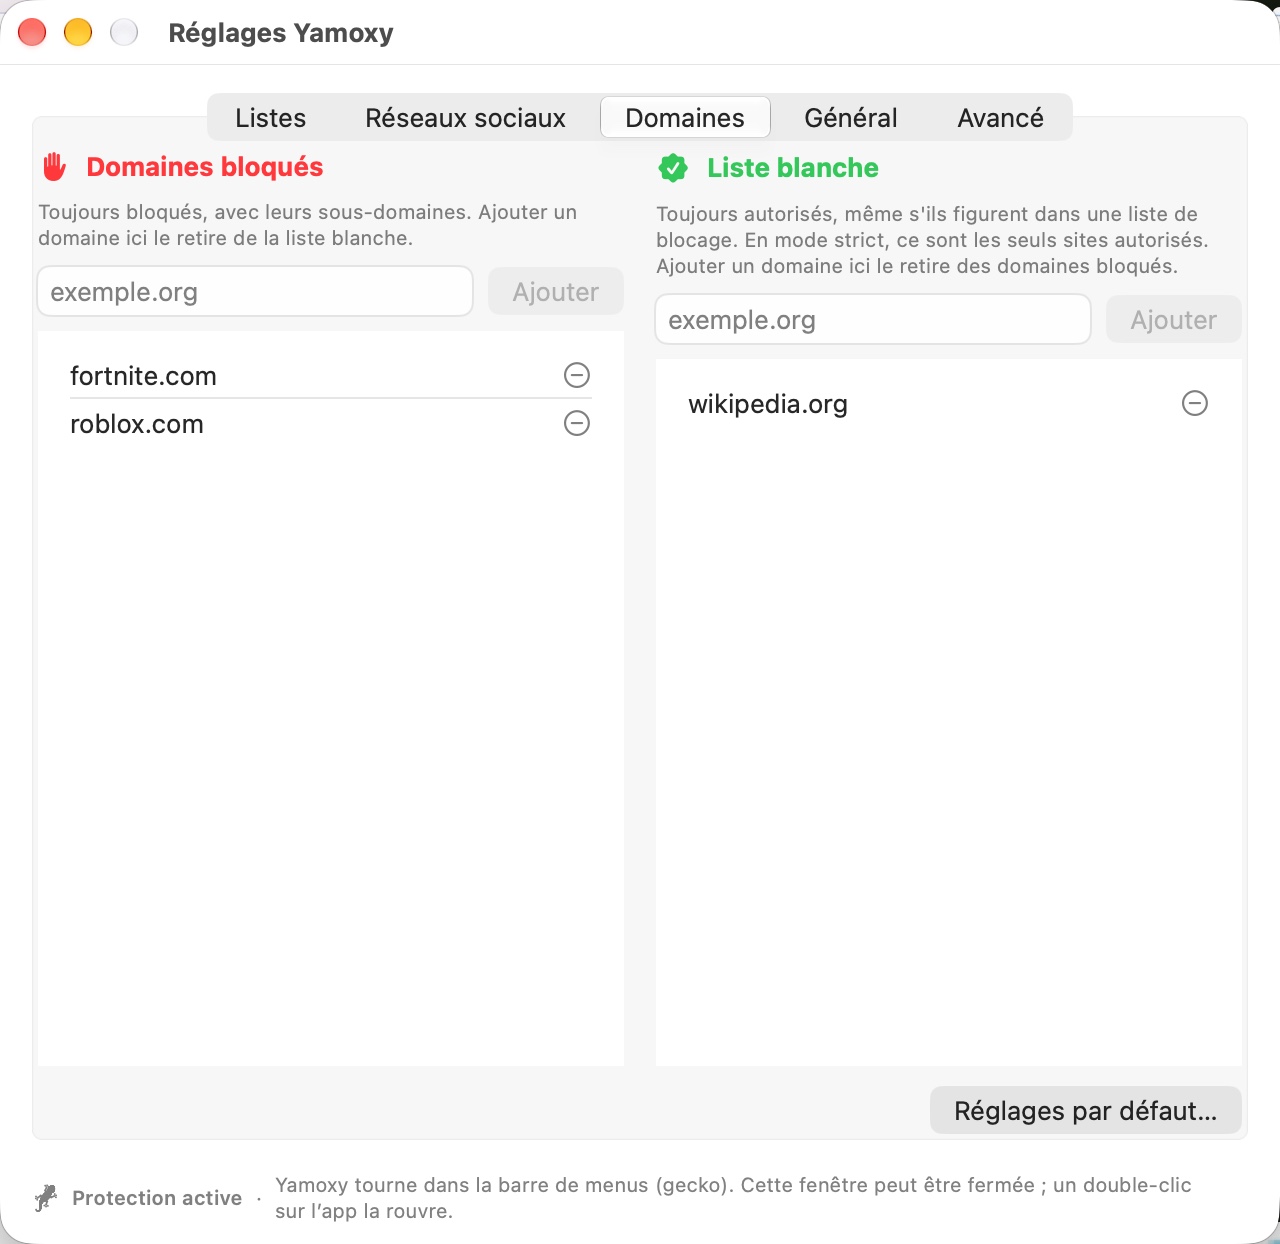 Réglages Yamoxy
Listes
Réseaux sociaux
Domaines
Général
Avancé
Domaines bloqués
Toujours bloqués, avec leurs sous-domaines. Ajouter un
domaine ici le retire de la liste blanche.
exemple.org
Ajouter
fortnite.com
roblox.com
Liste blanche
Toujours autorisés, même s'ils figurent dans une liste de
blocage. En mode strict, ce sont les seuls sites autorisés.
Ajouter un domaine ici le retire des domaines bloqués.
exemple.org
Ajouter
wikipedia.org
Réglages par défaut...
Protection active ·
Yamoxy tourne dans la barre de menus (gecko). Cette fenêtre peut être fermée ; un double-clic
sur l’app la rouvre.